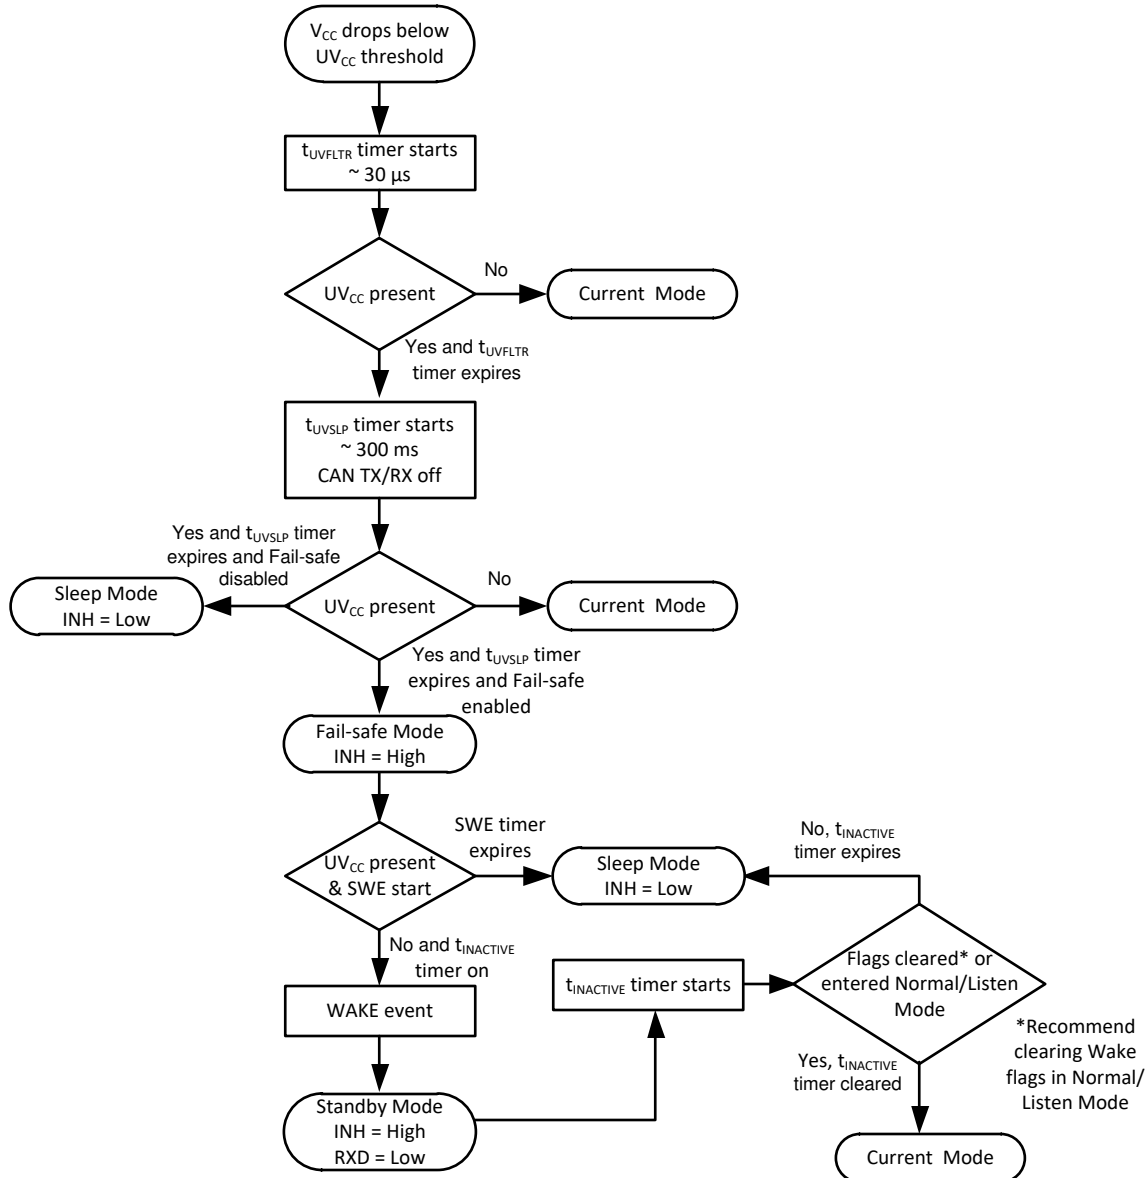 V_CC drops below
UV_CC threshold
t_UVFLTR timer starts
~ 30 µs
UV_CC present
No
Current  Mode
Yes and t_UVFLTR
timer expires
t_UVSLP timer starts
~ 300 ms
CAN TX/RX off
Yes and t_UVSLP timer
expires and Fail-safe
disabled
Sleep Mode
INH = Low
UV_CC present
No
Current  Mode
Yes and t_UVSLP timer
expires and Fail-safe
enabled
Fail-safe Mode
INH = High
UV_CC present
& SWE start
SWE timer
expires
Sleep Mode
INH = Low
No, t_INACTIVE
timer expires
No and t_INACTIVE
timer on
WAKE event
t_INACTIVE timer starts
Flags cleared* or
entered Normal/Listen
Mode
*Recommend
clearing Wake
flags in Normal/
Listen Mode
Yes, t_INACTIVE
timer cleared
Standby Mode
INH = High
RXD = Low
Current  Mode